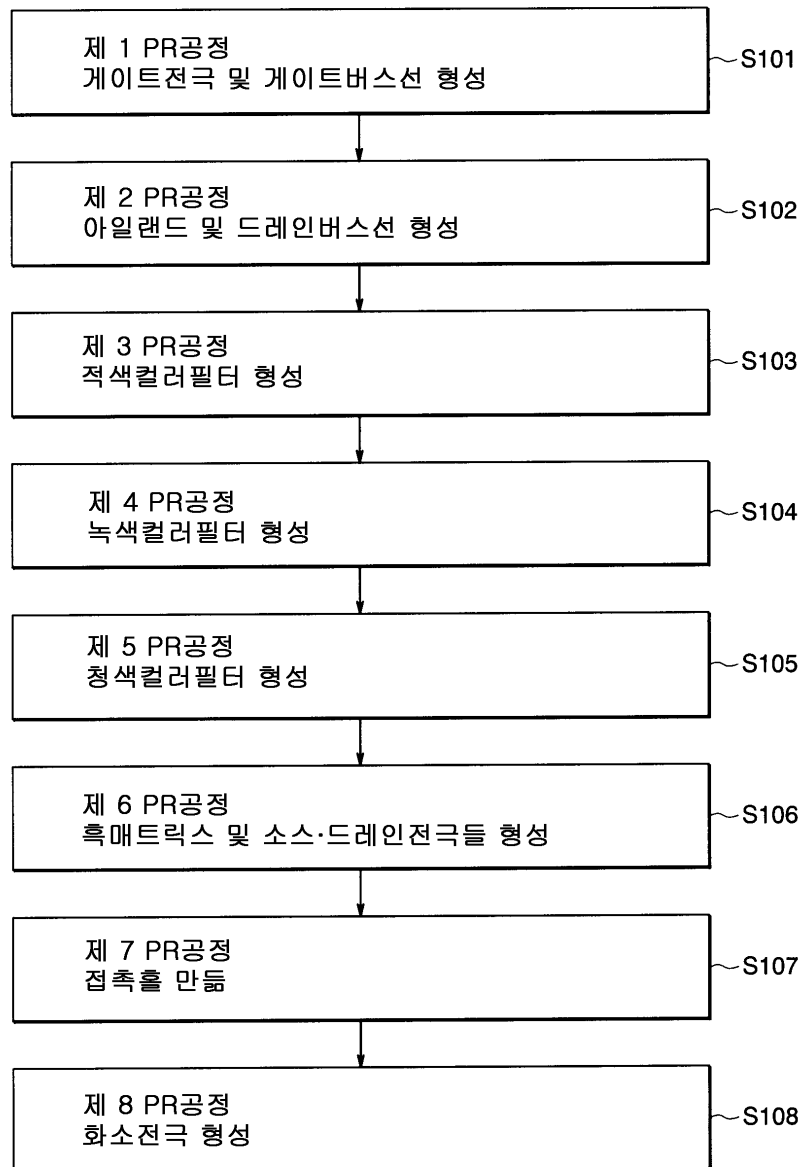 제 1 PR공정
게이트전극 및 게이트버스선 형성
S101
제 2 PR공정
아일랜드 및 드레인버스선 형성
S102
제 3 PR공정
적색컬러필터 형성
S103
제 4 PR공정
녹색컬러필터 형성
S104
제 5 PR공정
청색컬러필터 형성
S105
제 6 PR공정
흑매트릭스 및 소스·드레인전극들 형성
S106
제 7 PR공정
접촉홀 만듦
S107
제 8 PR공정
화소전극 형성
S108